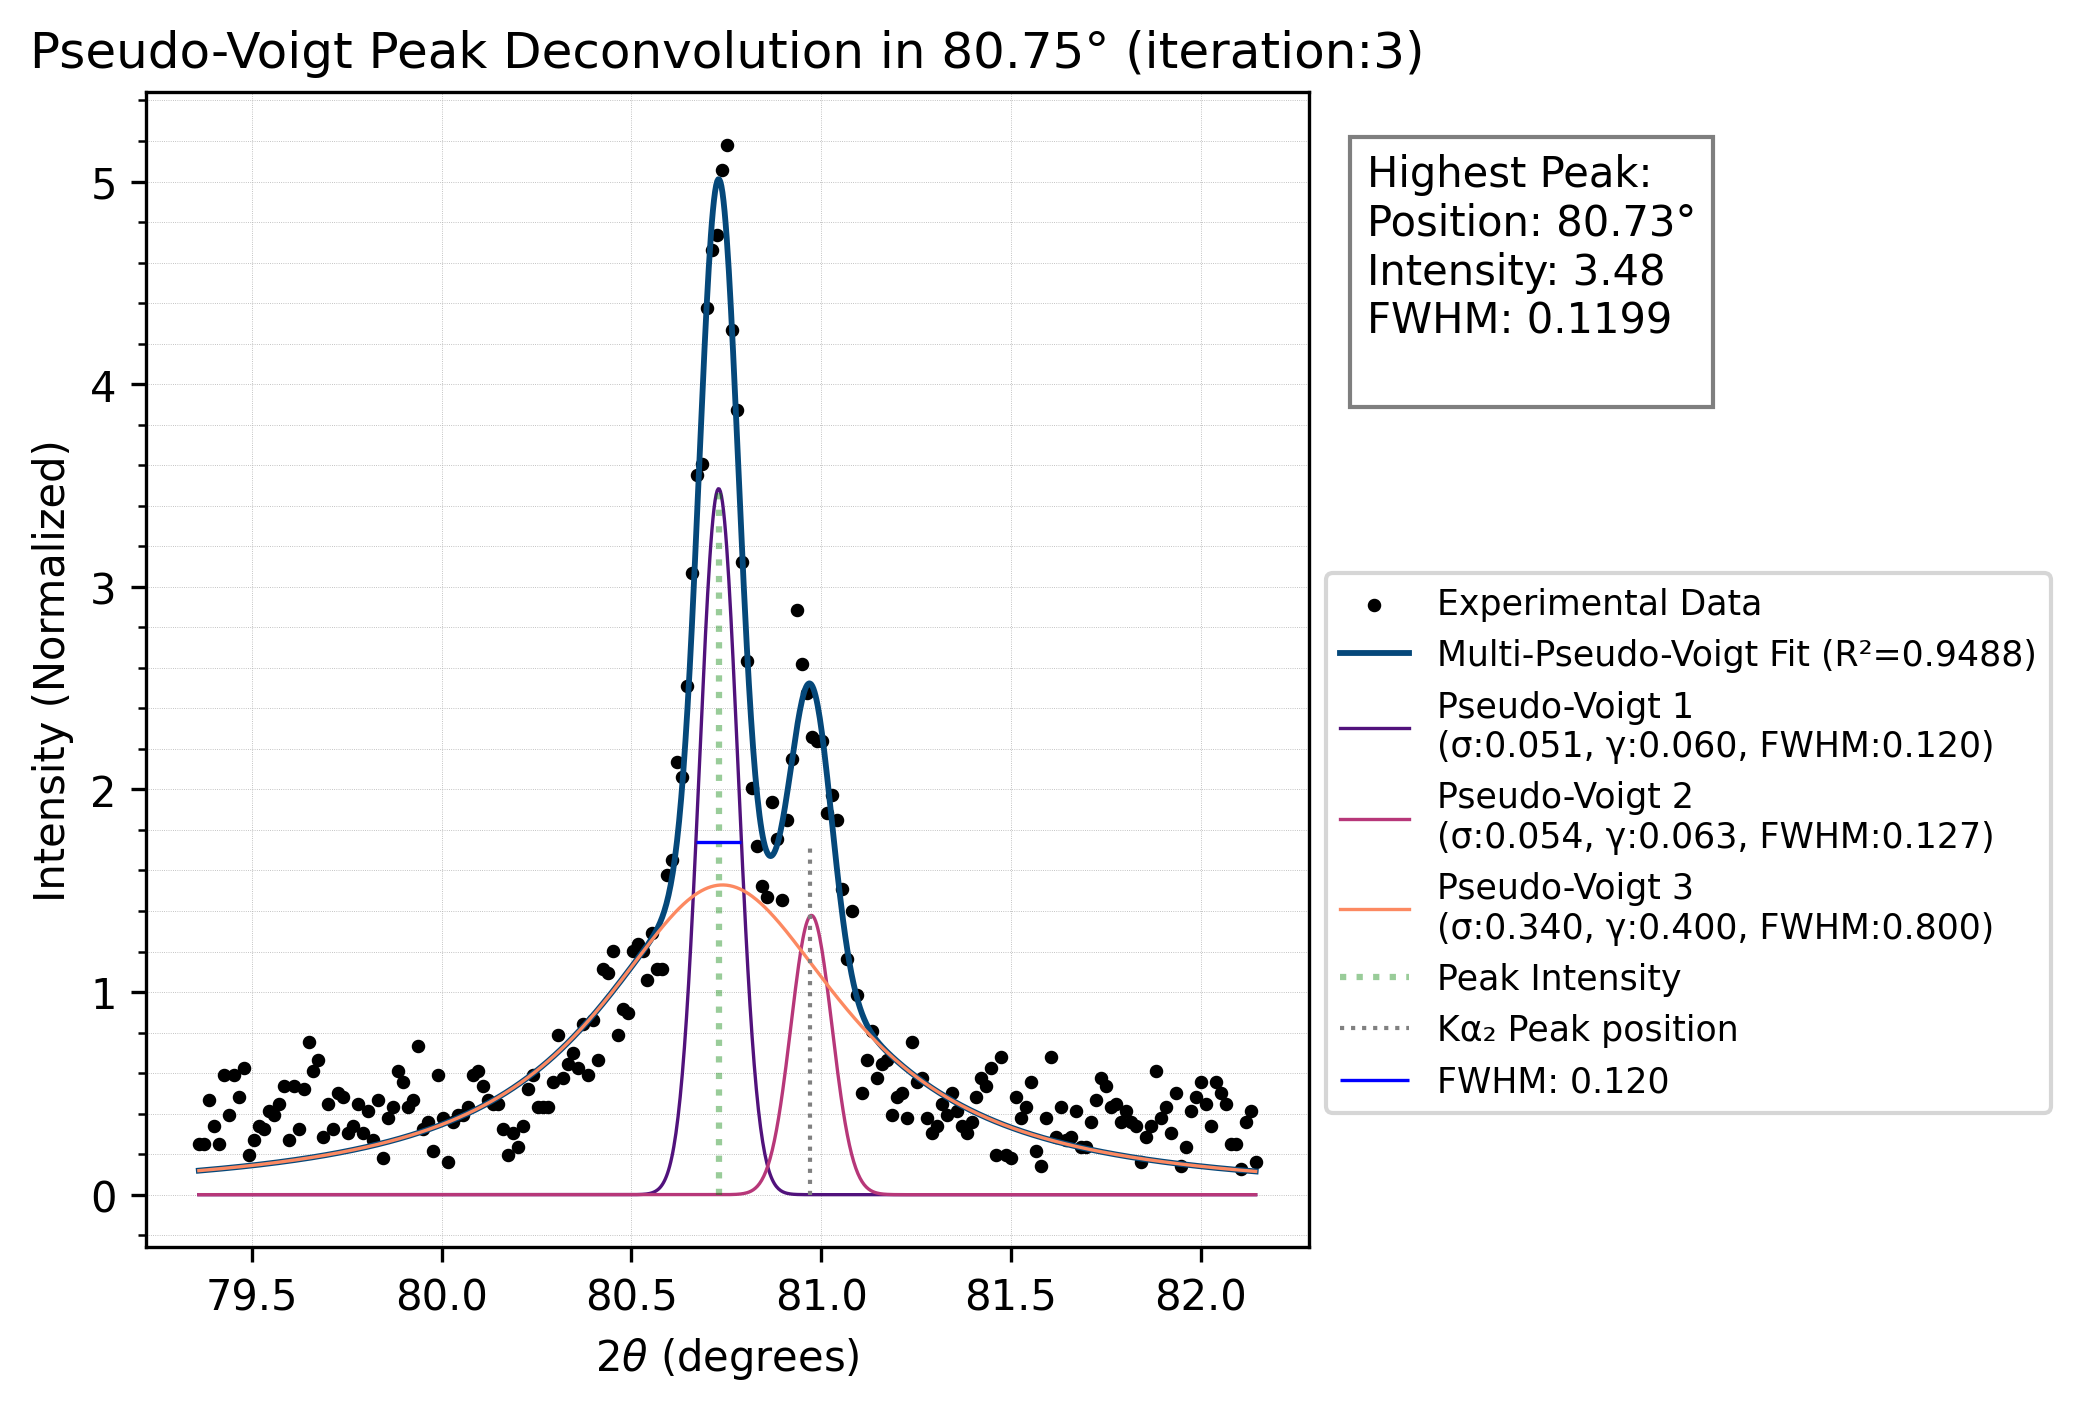 Pseudo-Voigt Peak Deconvolution in 80.75° (iteration:3)
Highest Peak:
Position: 80.73°
Intensity: 3.48
FWHM: 0.1199
Intensity (Normalized)
5
4
3
2
1
0
79.5 80.0 80.5 81.0 81.5 82.0
2θ (degrees)
Experimental Data
Multi-Pseudo-Voigt Fit (R²=0.9488)
Pseudo-Voigt 1
(σ:0.051, γ:0.060, FWHM:0.120)
Pseudo-Voigt 2
(σ:0.054, γ:0.063, FWHM:0.127)
Pseudo-Voigt 3
(σ:0.340, γ:0.400, FWHM:0.800)
Peak Intensity
Kα₂ Peak position
FWHM: 0.120